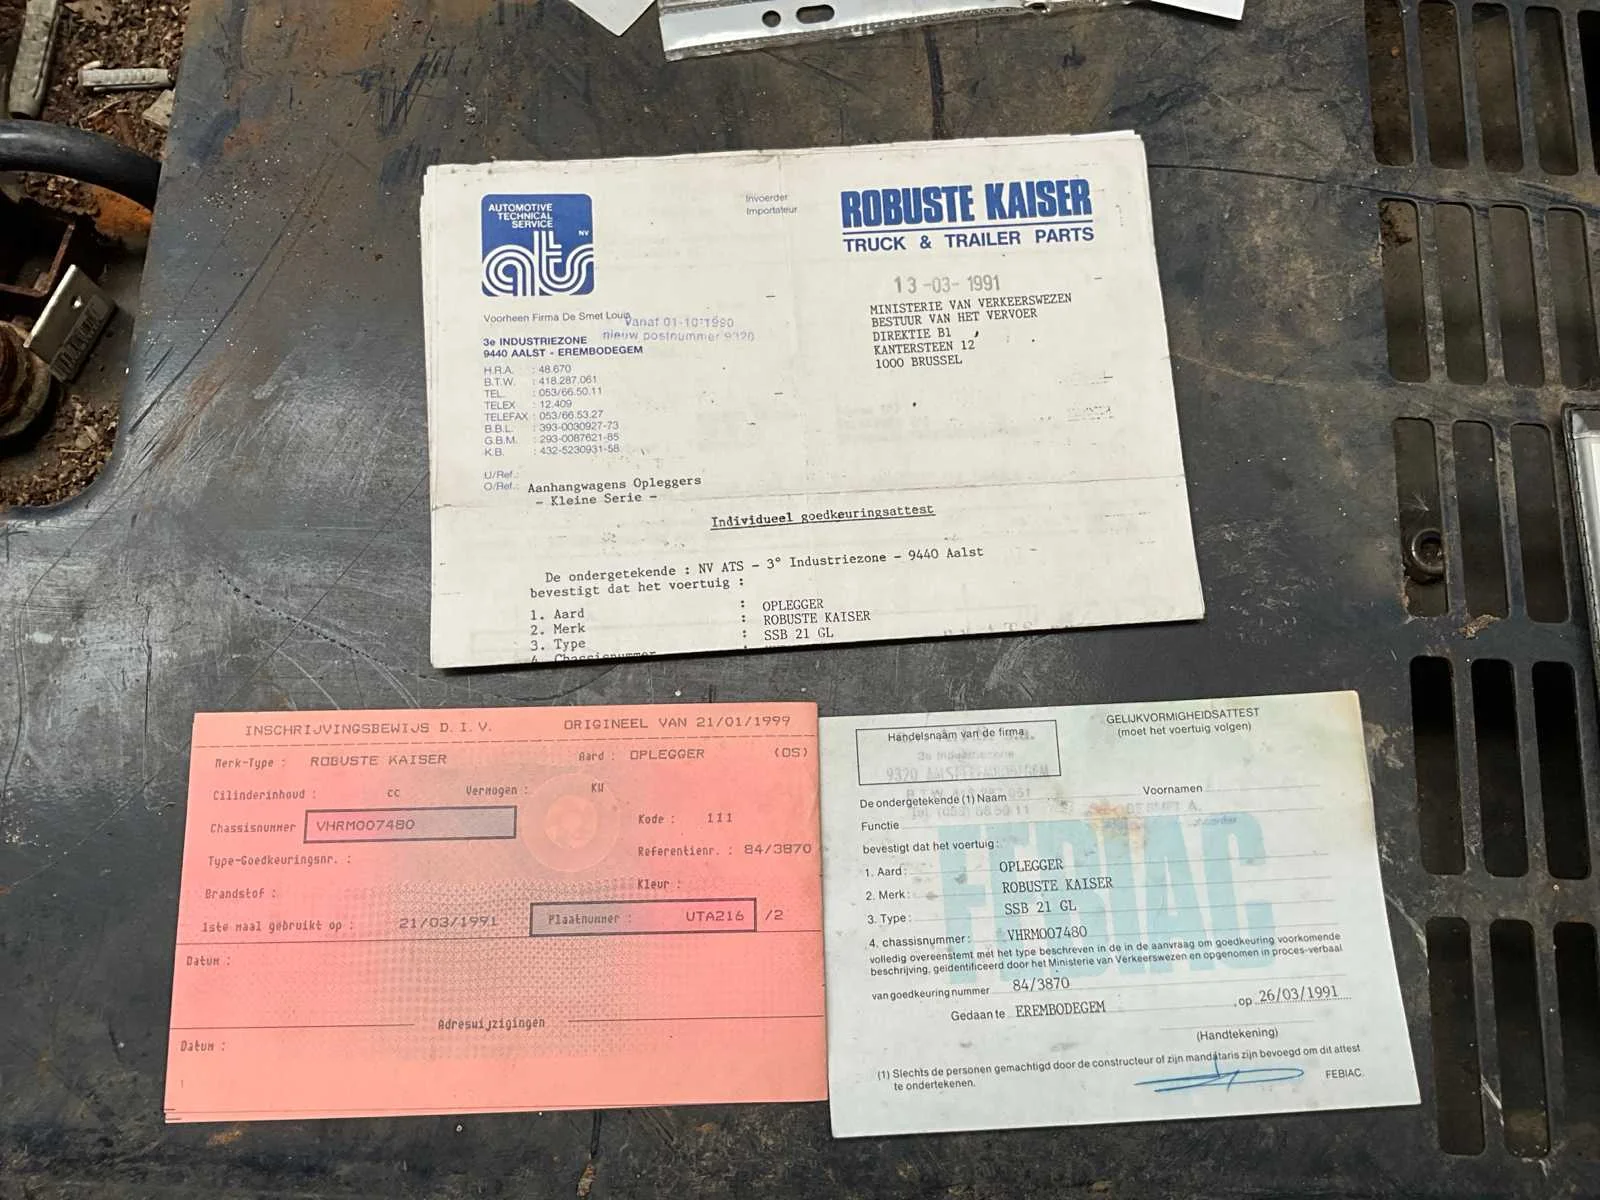 AUTOMOTIVE
TECHNICAL
SERVICE
NV
ats
Invoerder
Importateur
ROBUSTE KAISER
TRUCK & TRAILER PARTS
Voorheen Firma De Smet Louis
Vanaf 01-10-1990
nieuw postnummer 9320
3e INDUSTRIEZONE
9440 AALST - EREMBODEGEM
H.R.A. : 48.670
B.T.W. : 418.287.061
TEL. : 053/66.50.11
TELEX : 12.409
TELEFAX : 053/66.53.27
B.B.L. : 393-0030927-73
G.B.M. : 293-0087621-85
K.B. : 432-5230931-58
13-03-1991
MINISTERIE VAN VERKEERSWEZEN
BESTUUR VAN HET VERVOER
DIREKTIE B1
KANTERSTEEN 12
1000 BRUSSEL
U/Ref.:
O/Ref.: Aanhangwagens Opleggers
- Kleine Serie -
Individueel goedkeuringsattest
De ondergetekende : NV ATS - 3° Industriezone - 9440 Aalst
bevestigt dat het voertuig :
1. Aard : OPLEGGER
2. Merk : ROBUSTE KAISER
3. Type : SSB 21 GL
4. Chassisnummer
INSCHRIJVINGSBEWIJS D.I.V. ORIGINEEL VAN 21/01/1999
Merk-Type : ROBUSTE KAISER Aard : OPLEGGER (OS)
Cilinderinhoud : cc Vermogen : KW
Chassisnummer VHRM007480 Kode : 111
Type-Goedkeuringsnr. : Referentienr. : 84/3870
Brandstof : Kleur :
1ste maal gebruikt op : 21/03/1991 Plaatnummer : UTA216 /2
Datum :
Adreswijzigingen
Datum :
Handelsnaam van de firma
3e Industriezone
GELIJKVORMIGHEIDSATTEST
(moet het voertuig volgen)
De ondergetekende (1) Naam Voornamen
DE SMET A.
Functie
bevestigt dat het voertuig:
FEBIAC
1. Aard: OPLEGGER
2. Merk: ROBUSTE KAISER
3. Type: SSB 21 GL
4. chassisnummer: VHRM007480
volledig overeenstemt met het type beschreven in de in de aanvraag om goedkeuring voorkomende
beschrijving, geïdentificeerd door het Ministerie van Verkeerswezen en opgenomen in proces-verbaal
van goedkeuring nummer 84/3870
Gedaan te EREMBODEGEM , op 26/03/1991
(Handtekening)
(1) Slechts de personen gemachtigd door de constructeur of zijn mandataris zijn bevoegd om dit attest
te ondertekenen. FEBIAC.